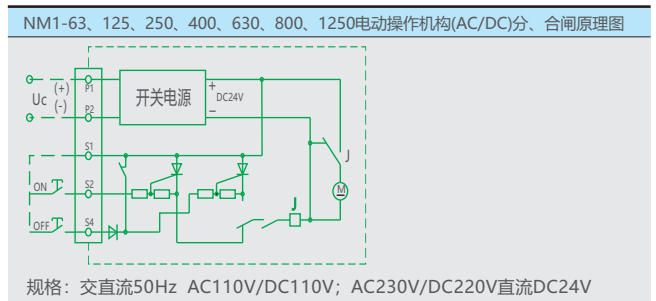 NM1-63、125、250、400、630、800、1250电动操作机构(AC/DC)分、合闸原理图
Uc (+) P1 开关电源 + DC24V
(-) P2 −
S1 J
ON S2 M
J
OFF S4
规格：交直流50Hz AC110V/DC110V；AC230V/DC220V直流DC24V